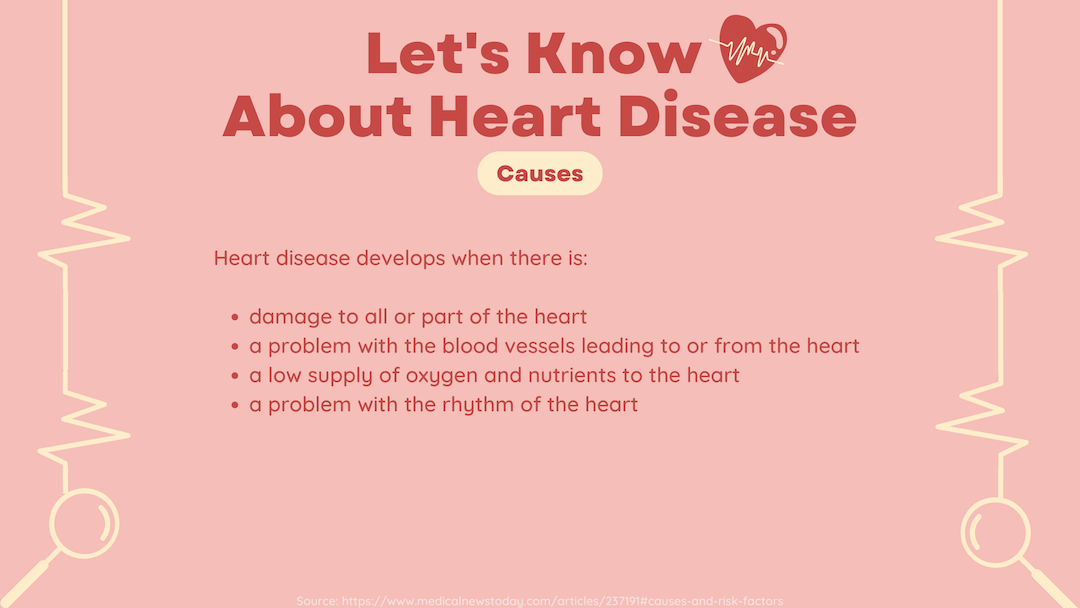 Let's Know
About Heart Disease
Causes
Heart disease develops when there is:
• damage to all or part of the heart
• a problem with the blood vessels leading to or from the heart
• a low supply of oxygen and nutrients to the heart
• a problem with the rhythm of the heart
Source: https://www.medicalnewstoday.com/articles/237191#causes-and-risk-factors